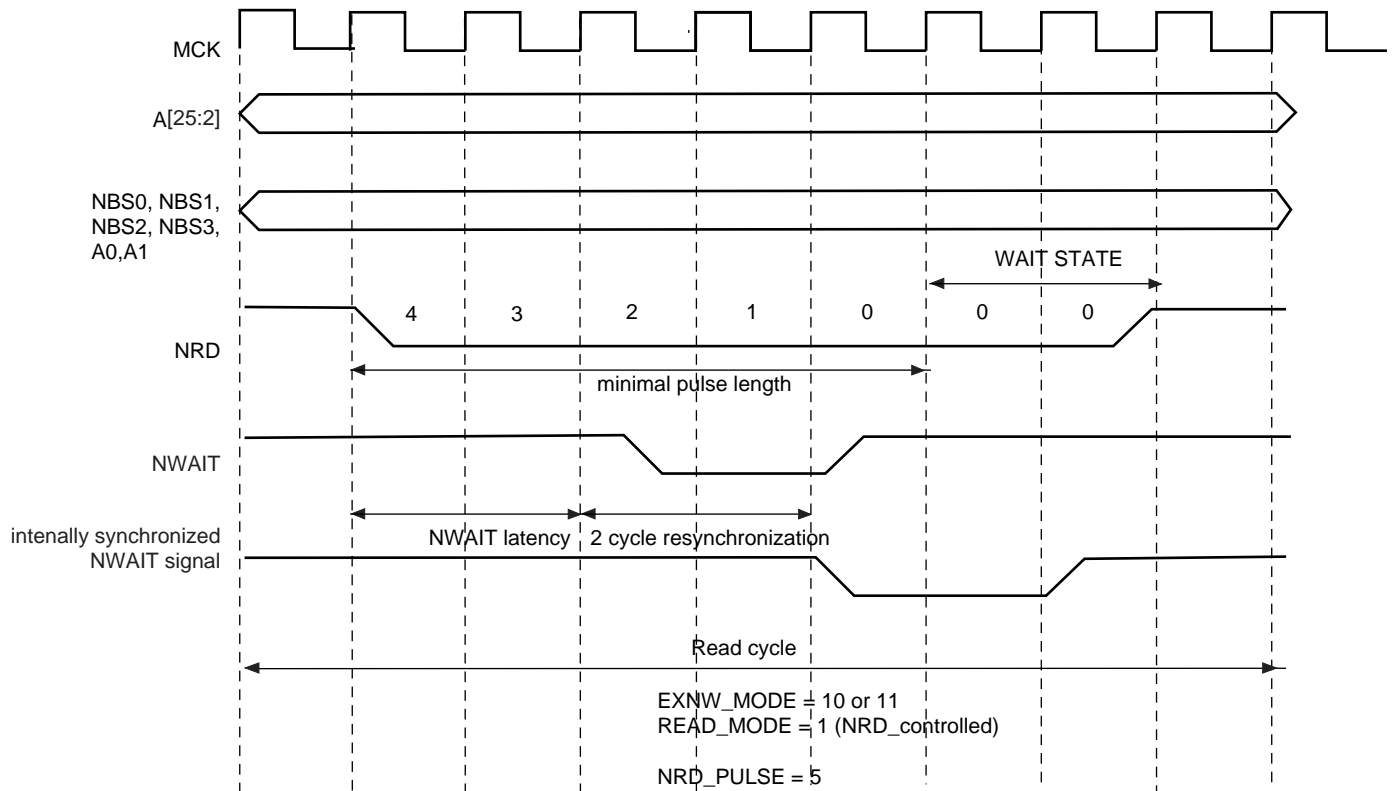 MCK
A[25:2]
NBS0, NBS1,
NBS2, NBS3,
A0,A1
WAIT STATE
4 3 2 1 0 0 0
NRD
minimal pulse length
NWAIT
intenally synchronized
NWAIT signal
NWAIT latency 2 cycle resynchronization
Read cycle
EXNW_MODE = 10 or 11
READ_MODE = 1 (NRD_controlled)
NRD_PULSE = 5